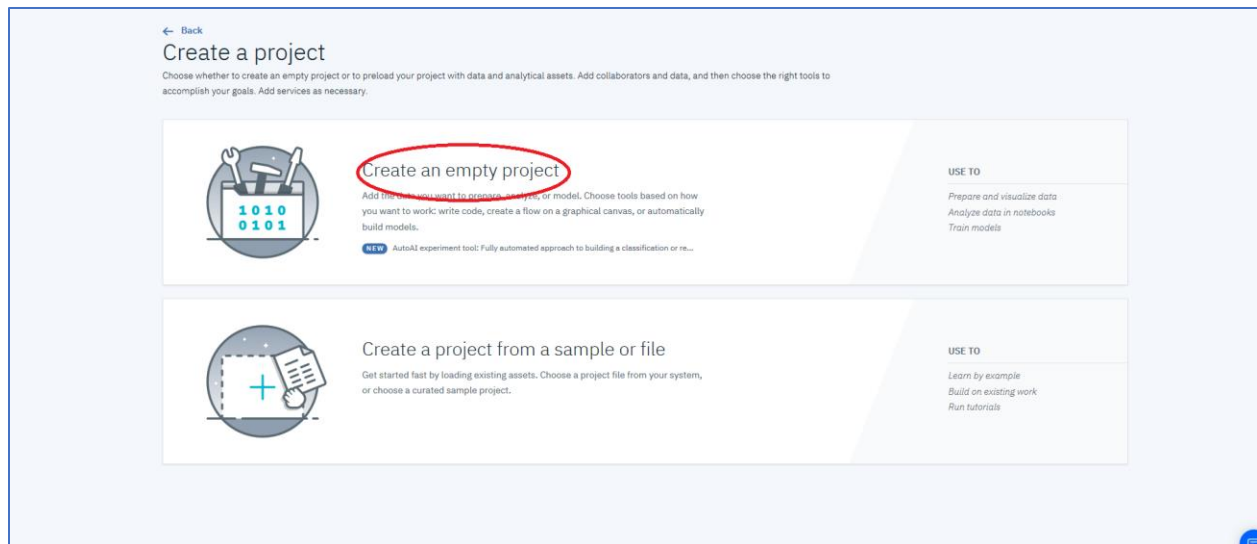 ← Back
Create a project
Choose whether to create an empty project or to preload your project with data and analytical assets. Add collaborators and data, and then choose the right tools to
accomplish your goals. Add services as necessary.
1010
0101
Create an empty project
Add the data you want to prepare, analyze, or model. Choose tools based on how
you want to work: write code, create a flow on a graphical canvas, or automatically
build models.
NEW AutoAI experiment tool: Fully automated approach to building a classification or re...
USE TO
Prepare and visualize data
Analyze data in notebooks
Train models
Create a project from a sample or file
Get started fast by loading existing assets. Choose a project file from your system,
or choose a curated sample project.
USE TO
Learn by example
Build on existing work
Run tutorials